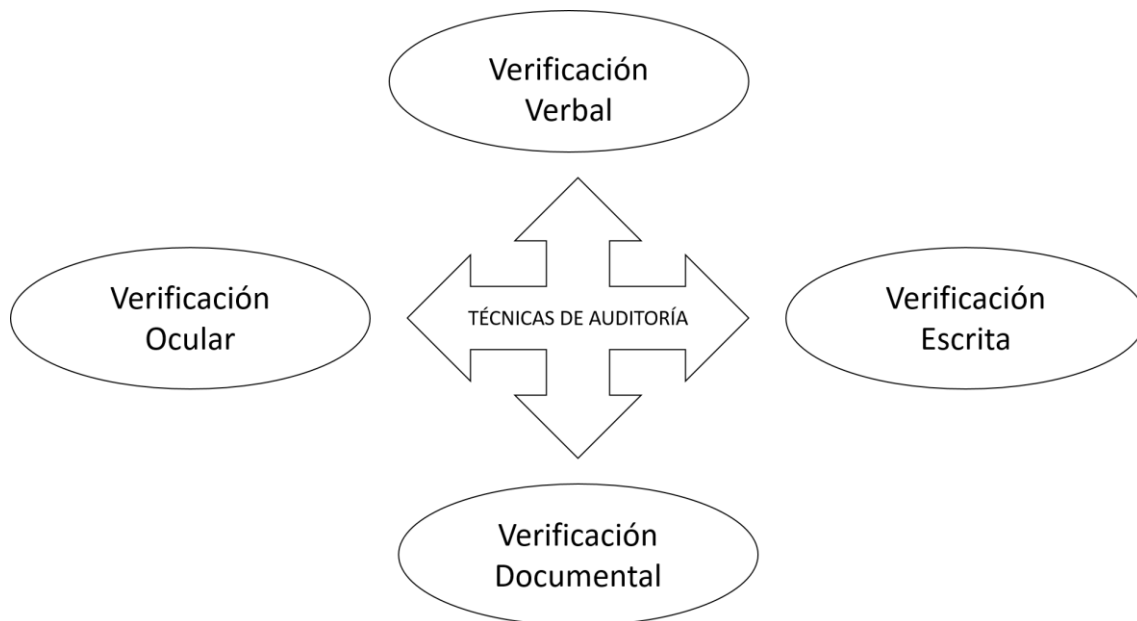 Verificación
Verbal
Verificación
Ocular
TÉCNICAS DE AUDITORÍA
Verificación
Escrita
Verificación
Documental